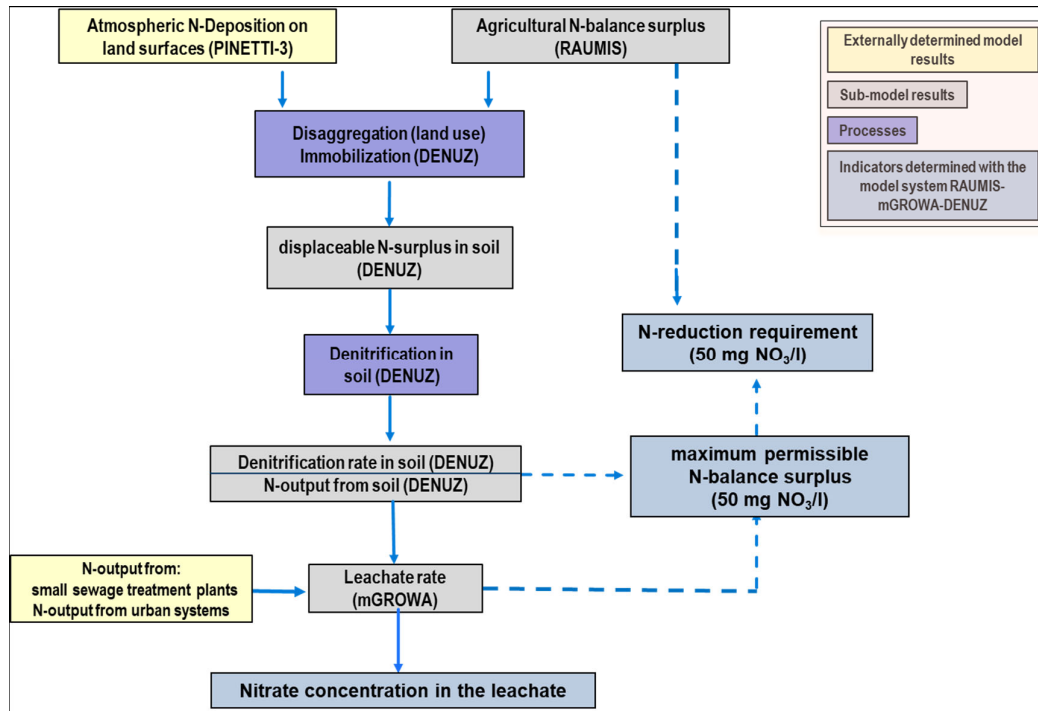 Atmospheric N-Deposition on
land surfaces (PINETTI-3)
Agricultural N-balance surplus
(RAUMIS)
Externally determined model
results
Sub-model results
Processes
Indicators determined with the
model system RAUMIS-
mGROWA-DENUZ
Disaggregation (land use)
Immobilization (DENUZ)
displaceable N-surplus in soil
(DENUZ)
N-reduction requirement
(50 mg NO₃/l)
Denitrification in
soil (DENUZ)
Denitrification rate in soil (DENUZ)
N-output from soil (DENUZ)
maximum permissible
N-balance surplus
(50 mg NO₃/l)
N-output from:
small sewage treatment plants
N-output from urban systems
Leachate rate
(mGROWA)
Nitrate concentration in the leachate